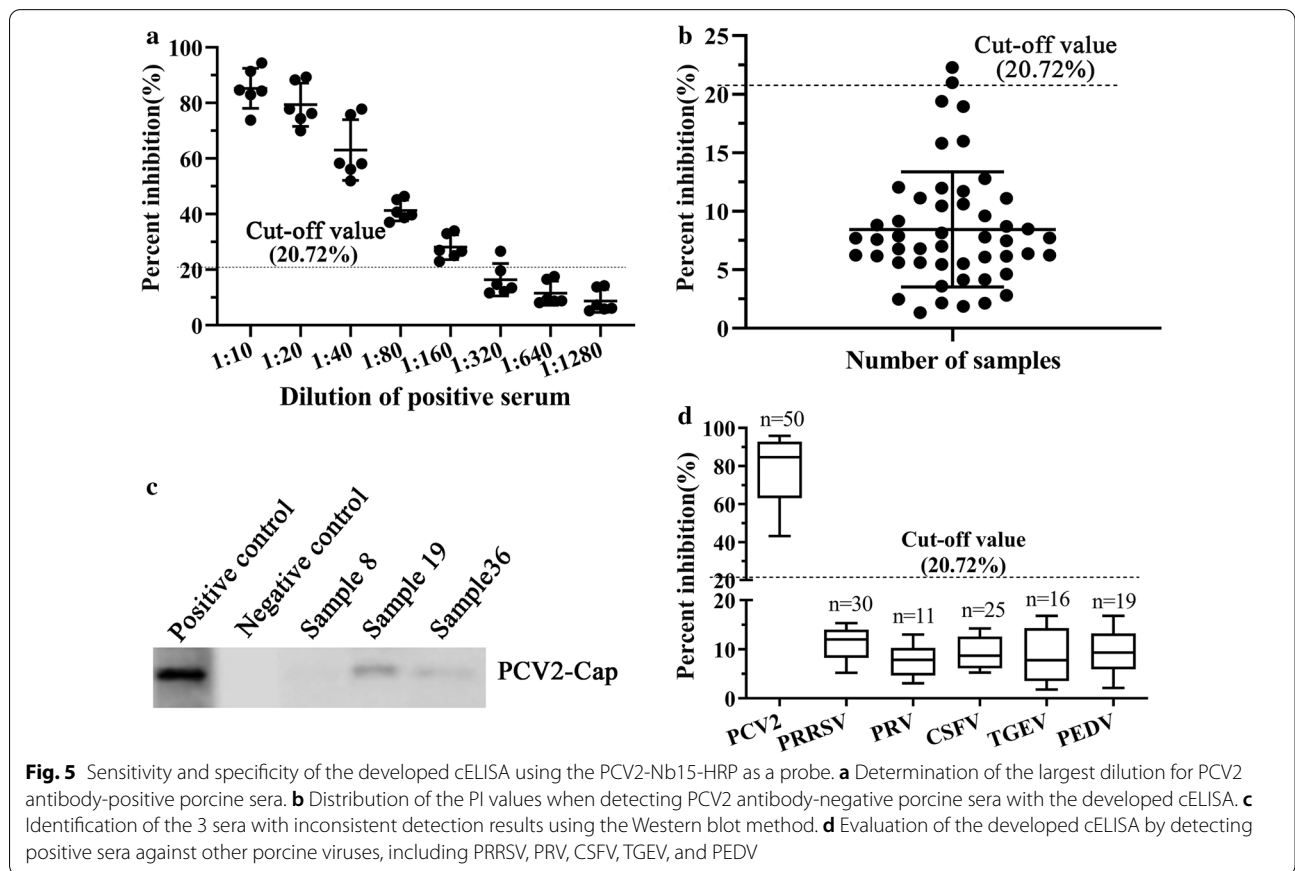 a
100
80
60
40
20
0
Percent inhibition(%)
Cut-off value
(20.72%)
1:10
1:20
1:40
1:80
1:160
1:320
1:640
1:1280
Dilution of positive serum
b
25
20
15
10
5
0
Percent inhibition(%)
Cut-off value
(20.72%)
Number of samples
c
Positive control
Negative control
Sample 8
Sample 19
Sample36
PCV2-Cap
d
100
80
60
40
20
20
10
0
Percent inhibition(%)
n=50
Cut-off value
(20.72%)
n=30
n=11
n=25
n=16
n=19
PCV2
PRRSV
PRV
CSFV
TGEV
PEDV
Fig. 5 Sensitivity and specificity of the developed cELISA using the PCV2-Nb15-HRP as a probe. a Determination of the largest dilution for PCV2
antibody-positive porcine sera. b Distribution of the PI values when detecting PCV2 antibody-negative porcine sera with the developed cELISA. c
Identification of the 3 sera with inconsistent detection results using the Western blot method. d Evaluation of the developed cELISA by detecting
positive sera against other porcine viruses, including PRRSV, PRV, CSFV, TGEV, and PEDV